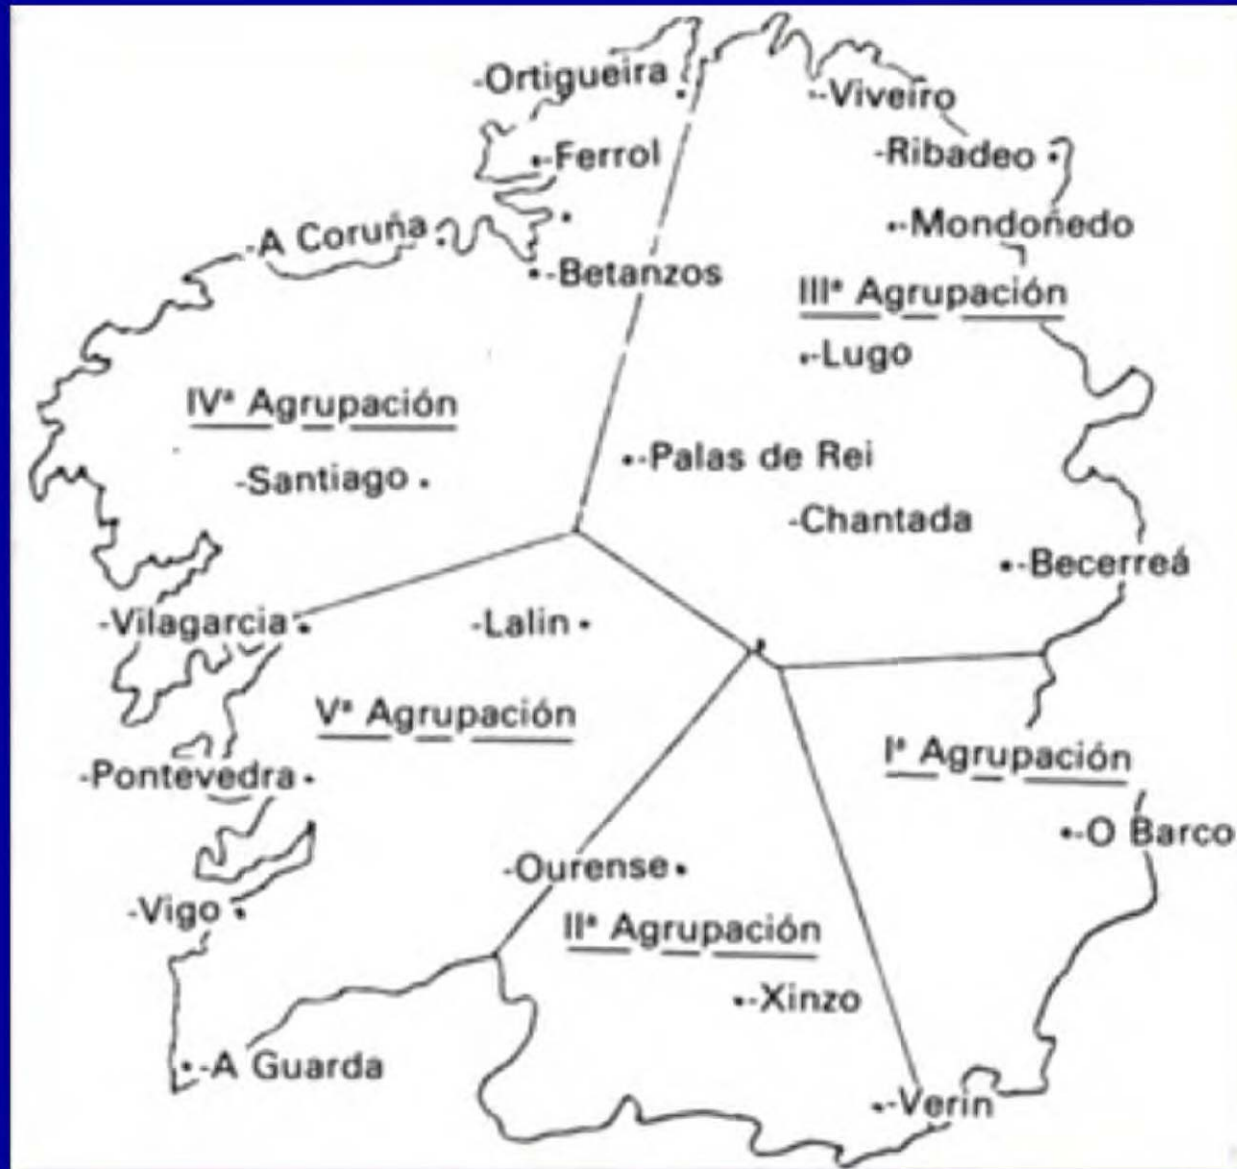 -Ortigueira
-Viveiro
-Ferrol
-Ribadeo
-Mondoñedo
-A Coruña
-Betanzos
IIIª Agrupación
-Lugo
IVª Agrupación
-Palas de Rei
-Santiago
-Chantada
-Becerreá
-Vilagarcia
-Lalin
Vª Agrupación
Iª Agrupación
-Pontevedra
-O Barco
-Ourense
-Vigo
IIª Agrupación
-Xinzo
-A Guarda
-Verin